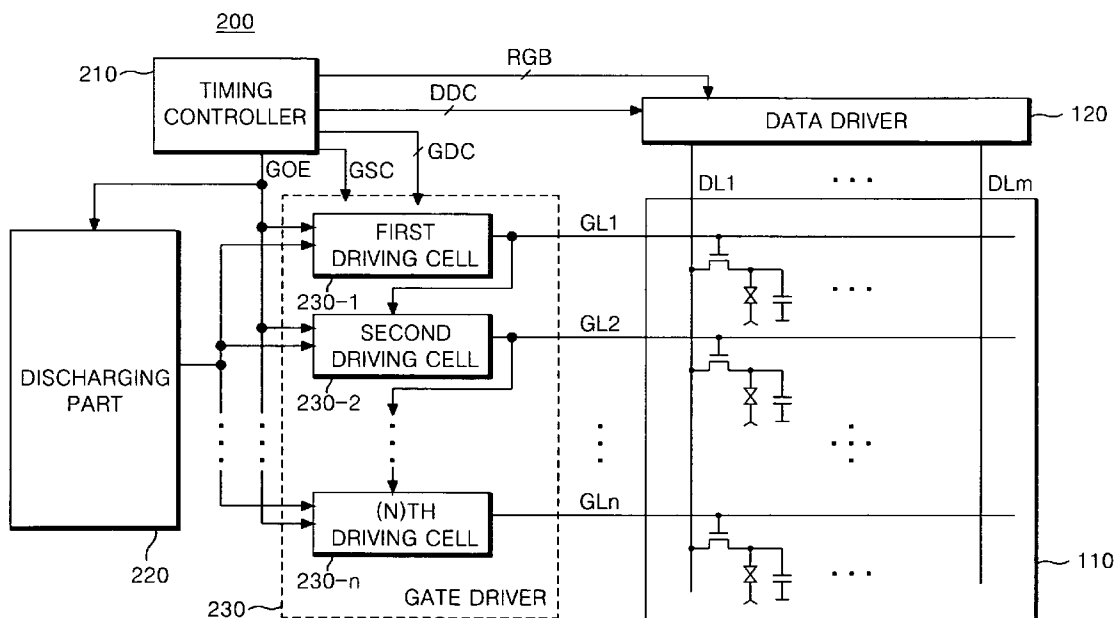 200
210
TIMING
CONTROLLER
RGB
DDC
GDC
GSC
GOE
DATA DRIVER
120
DL1
. . .
DLm
DISCHARGING
PART
220
FIRST
DRIVING CELL
230-1
GL1
. . .
SECOND
DRIVING CELL
230-2
GL2
(N)TH
DRIVING CELL
230-n
GLn
. . .
GATE DRIVER
230
110